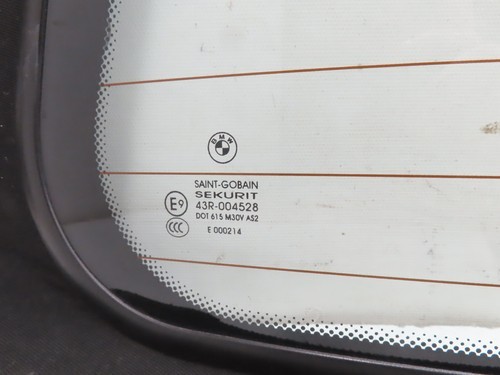 BMW
SAINT-GOBAIN
SEKURIT
E9 43R-004528
CCC DOT 615 M30V AS2
E 000214